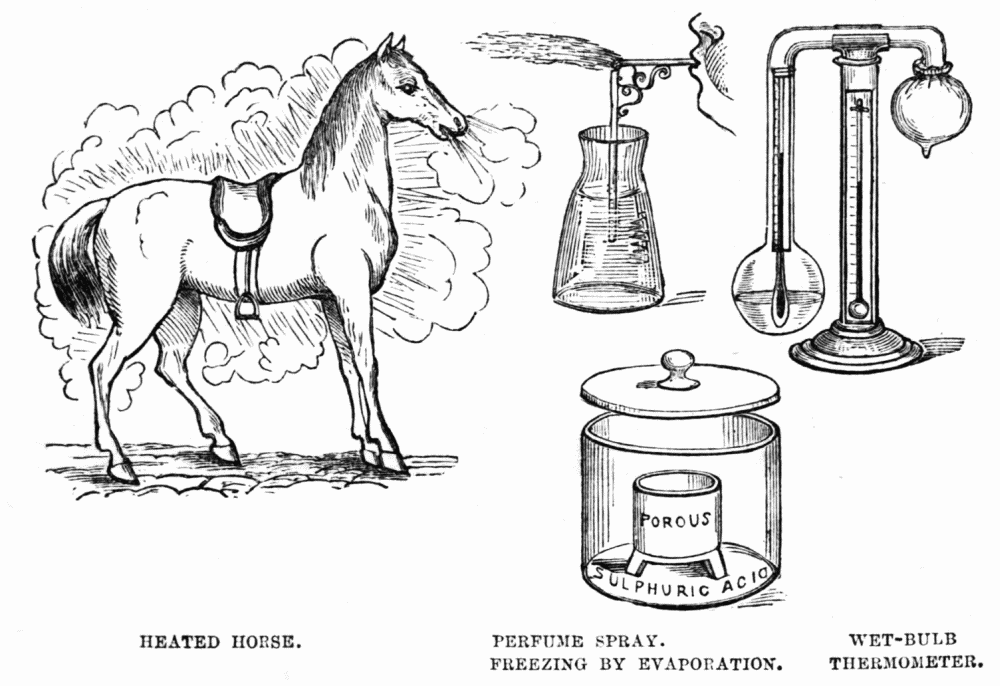 POROUS
SULPHURIC ACID
HEATED HORSE.
PERFUME SPRAY.
FREEZING BY EVAPORATION.
WET-BULB
THERMOMETER.